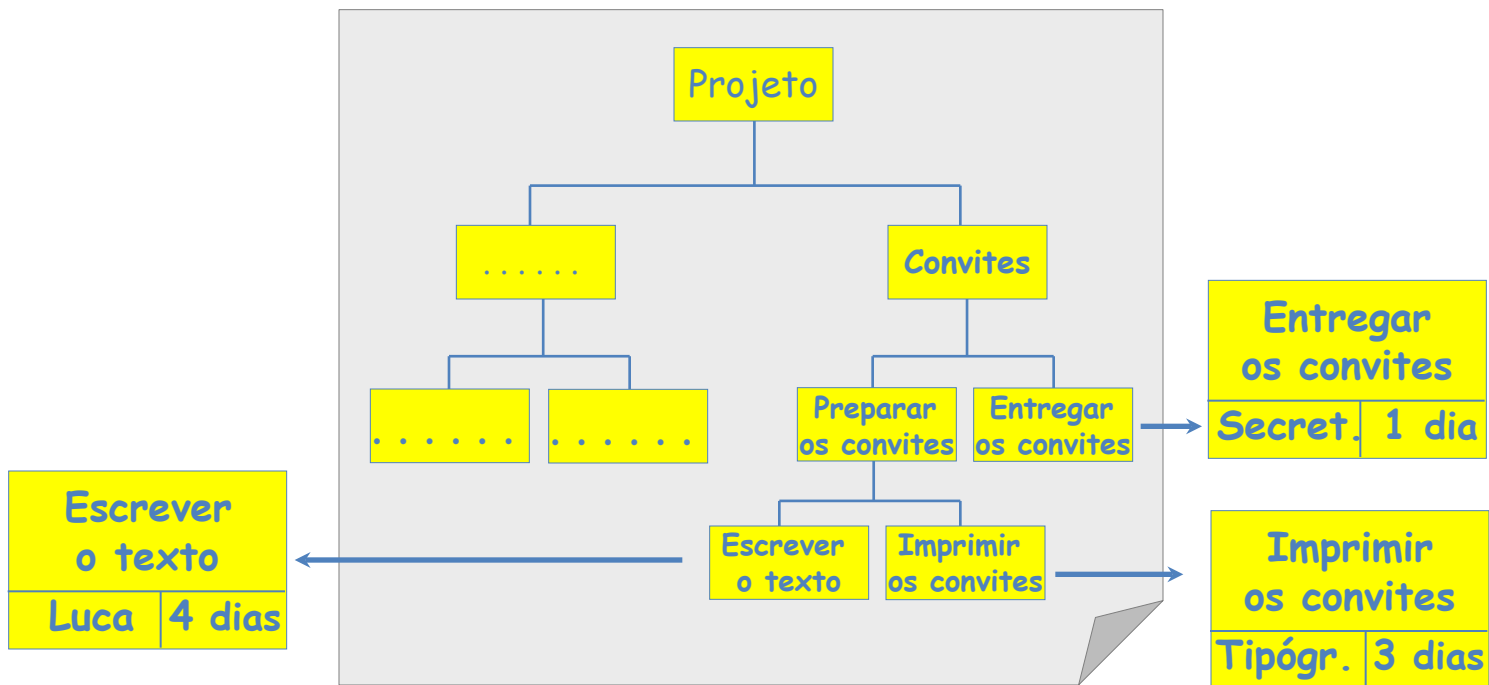 Projeto
. . . . . .
Convites
. . . . . .
. . . . . .
Preparar
os convites
Entregar
os convites
Escrever
o texto
Imprimir
os convites
Entregar
os convites
Secret. 1 dia
Escrever
o texto
Luca 4 dias
Imprimir
os convites
Tipógr. 3 dias